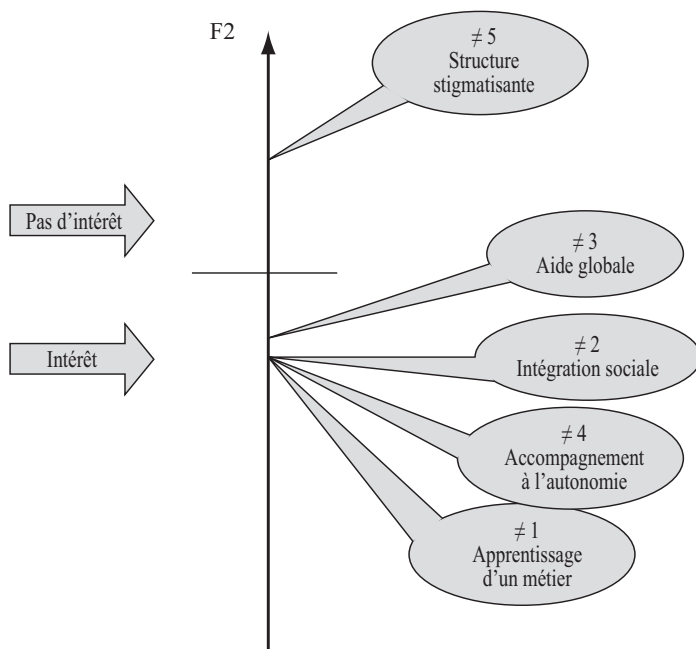 F2
≠ 5
Structure
stigmatisante
Pas d’intérêt
≠ 3
Aide globale
Intérêt
≠ 2
Intégration sociale
≠ 4
Accompagnement
à l’autonomie
≠ 1
Apprentissage
d’un métier